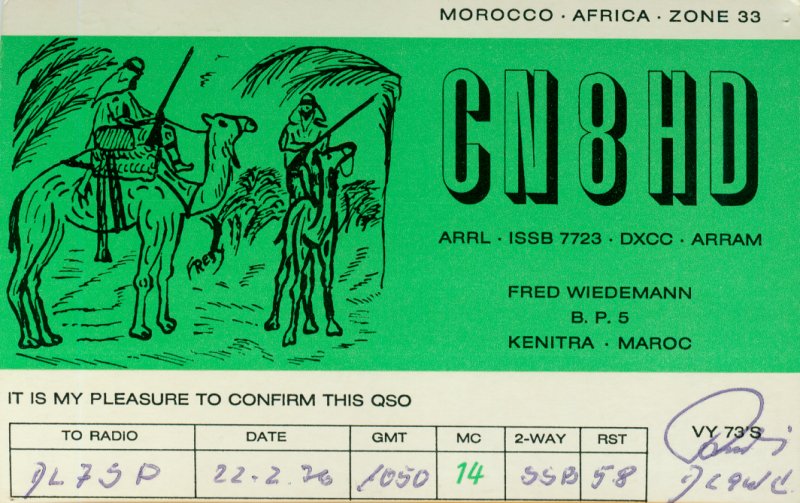 MOROCCO · AFRICA · ZONE 33
CN8HD
ARRL · ISSB 7723 · DXCC · ARRAM
FRED
FRED WIEDEMANN
B. P. 5
KENITRA · MAROC
IT IS MY PLEASURE TO CONFIRM THIS QSO
TO RADIO DATE GMT MC 2-WAY RST VY 73'S
DL7SP 22.2.76 1050 14 SSB 58